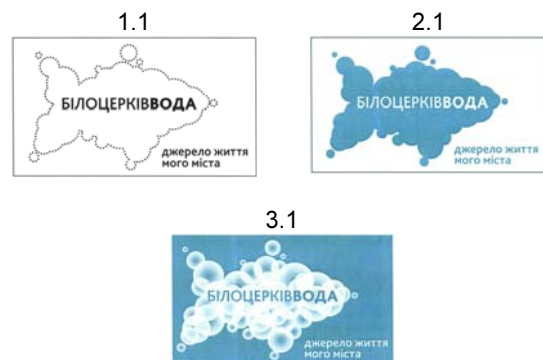 1.1
БІЛОЦЕРКІВВОДА
джерело життя
мого міста
2.1
БІЛОЦЕРКІВВОДА
джерело життя
мого міста
3.1
БІЛОЦЕРКІВВОДА
джерело життя
мого міста